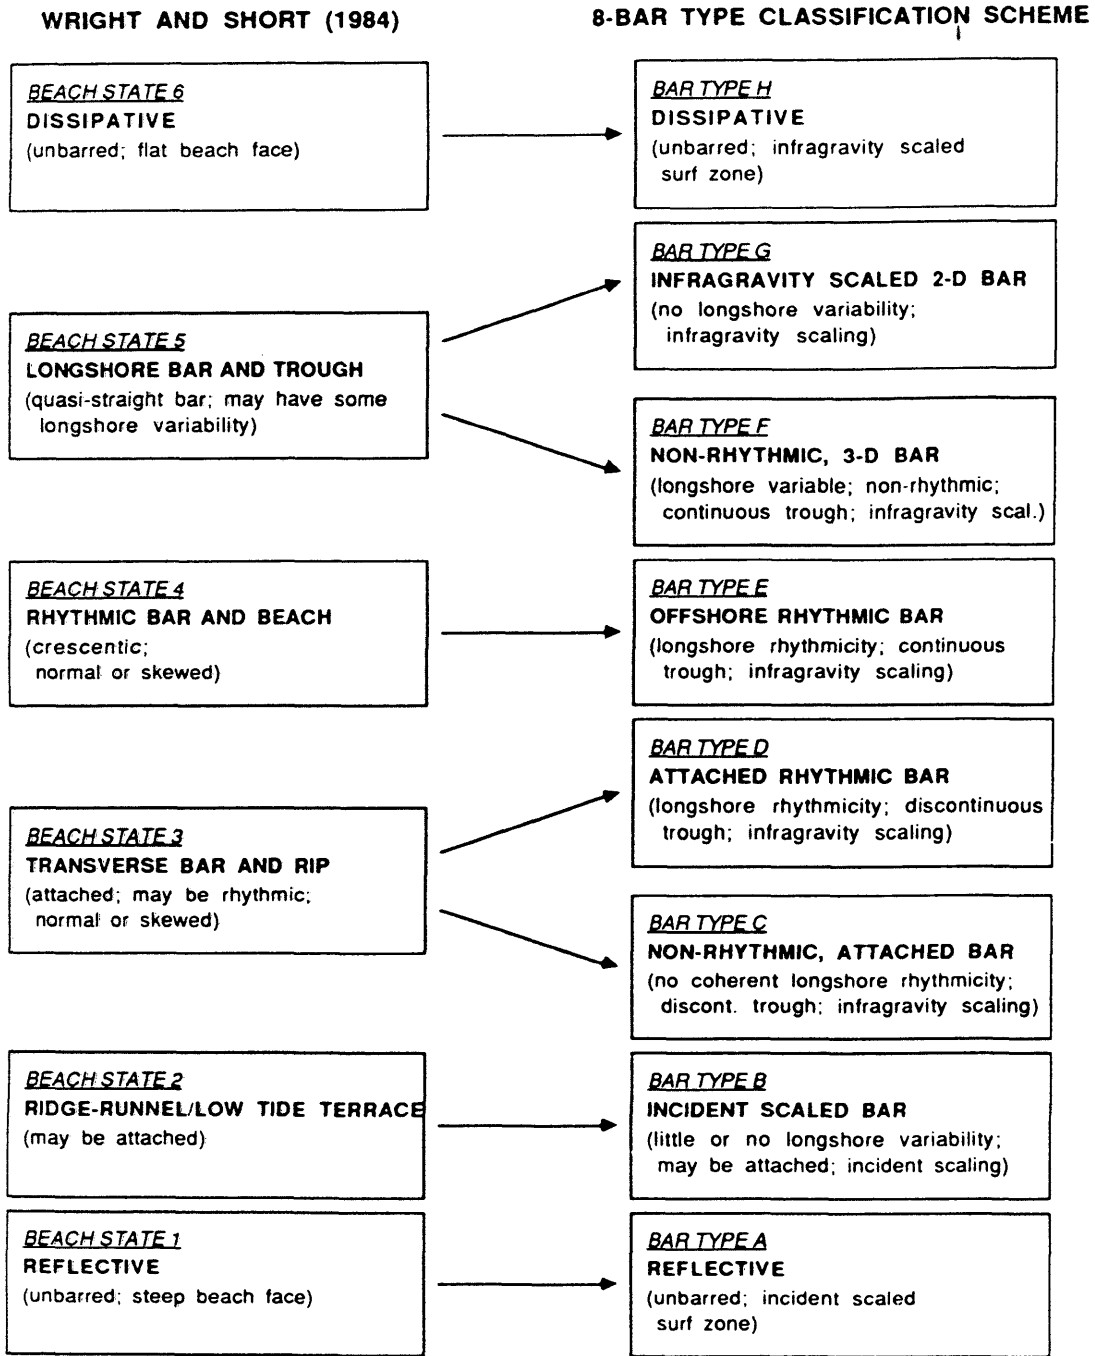 WRIGHT AND SHORT (1984)
8-BAR TYPE CLASSIFICATION SCHEME
BEACH STATE 6
DISSIPATIVE
(unbarred; flat beach face)
BAR TYPE H
DISSIPATIVE
(unbarred; infragravity scaled
surf zone)
BAR TYPE G
INFRAGRAVITY SCALED 2-D BAR
(no longshore variability;
infragravity scaling)
BEACH STATE 5
LONGSHORE BAR AND TROUGH
(quasi-straight bar; may have some
longshore variability)
BAR TYPE F
NON-RHYTHMIC, 3-D BAR
(longshore variable; non-rhythmic;
continuous trough; infragravity scal.)
BEACH STATE 4
RHYTHMIC BAR AND BEACH
(crescentic;
normal or skewed)
BAR TYPE E
OFFSHORE RHYTHMIC BAR
(longshore rhythmicity; continuous
trough; infragravity scaling)
BAR TYPE D
ATTACHED RHYTHMIC BAR
(longshore rhythmicity; discontinuous
trough; infragravity scaling)
BEACH STATE 3
TRANSVERSE BAR AND RIP
(attached; may be rhythmic;
normal or skewed)
BAR TYPE C
NON-RHYTHMIC, ATTACHED BAR
(no coherent longshore rhythmicity;
discont. trough; infragravity scaling)
BEACH STATE 2
RIDGE-RUNNEL/LOW TIDE TERRACE
(may be attached)
BAR TYPE B
INCIDENT SCALED BAR
(little or no longshore variability;
may be attached; incident scaling)
BEACH STATE 1
REFLECTIVE
(unbarred; steep beach face)
BAR TYPE A
REFLECTIVE
(unbarred; incident scaled
surf zone)